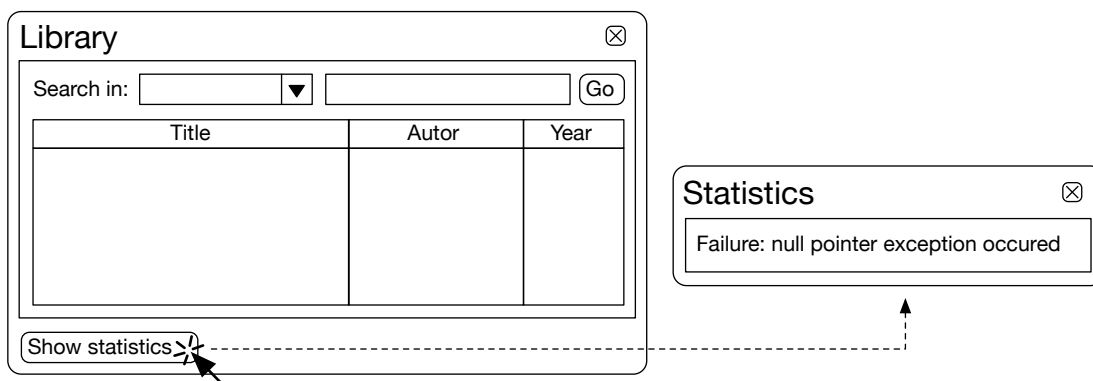 Library
Search in:
Go
Title Autor Year
Show statistics
Statistics
Failure: null pointer exception occured